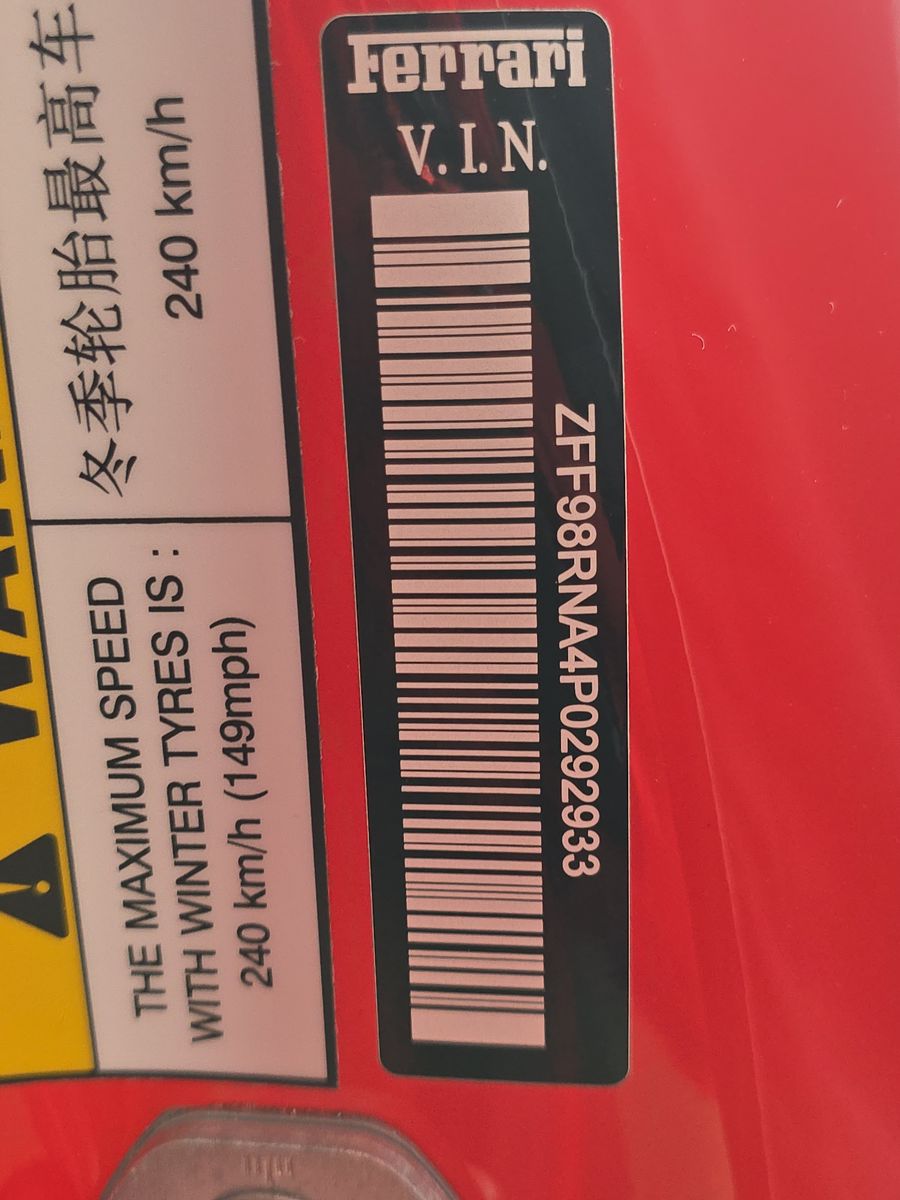 冬季轮胎最高车
240 km/h
THE MAXIMUM SPEED
WITH WINTER TYRES IS :
240 km/h (149mph)
Ferrari
V.I.N.
ZFF98RNA4P0292933